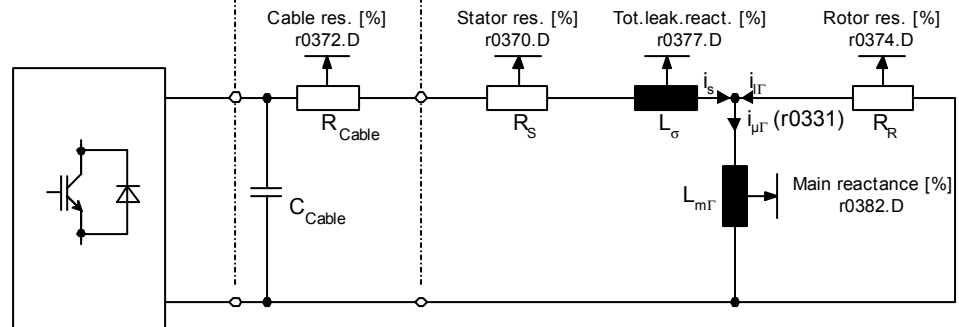 Cable res. [%]
r0372.D
Stator res. [%]
r0370.D
Tot.leak.react. [%]
r0377.D
Rotor res. [%]
r0374.D
R Cable
R S
L σ
i s
i lΓ
i μΓ (r0331)
R R
C Cable
L mΓ
Main reactance [%]
r0382.D